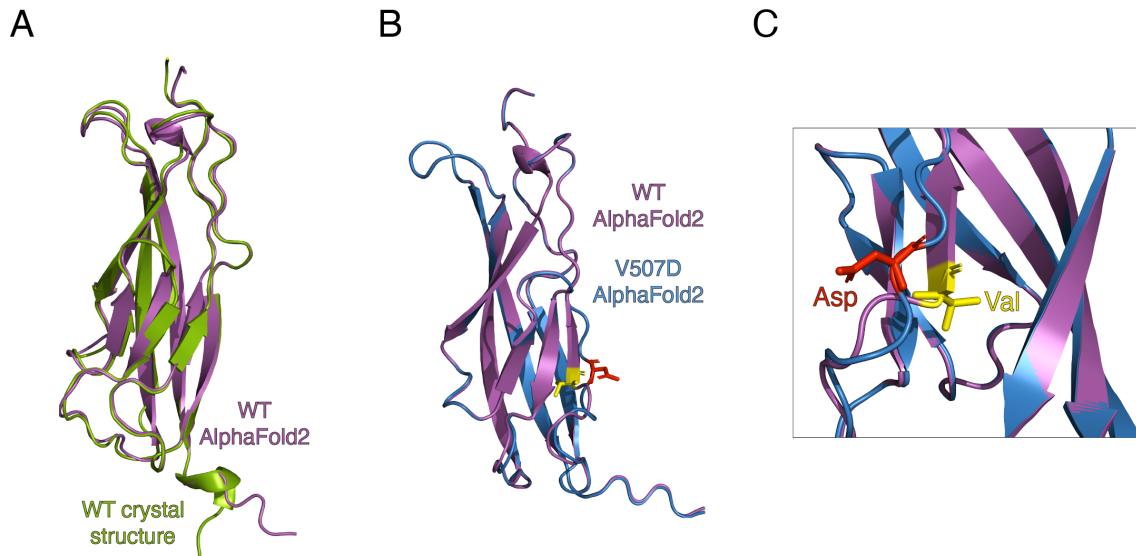 A
B
C
WT
AlphaFold2
WT crystal
structure
WT
AlphaFold2
V507D
AlphaFold2
Asp
Val